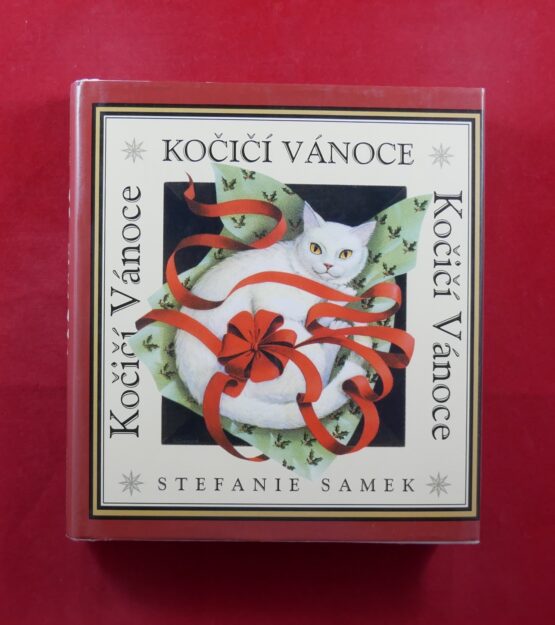 KOČIČÍ VÁNOCE
Kočičí Vánoce
Kočičí Vánoce
STEFANIE SAMEK